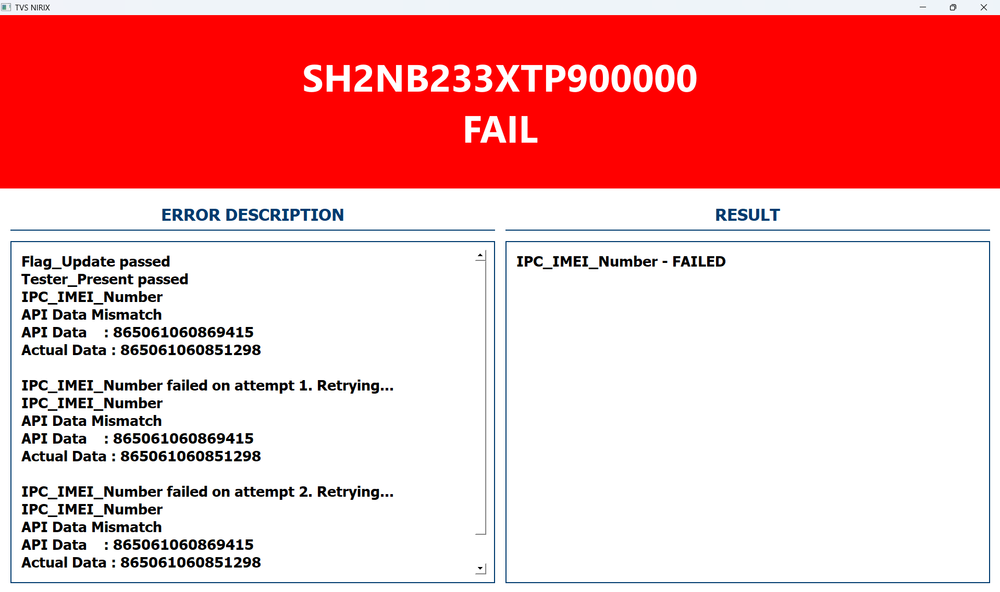 TVS NIRIX
SH2NB233XTP900000
FAIL
ERROR DESCRIPTION
Flag_Update passed
Tester_Present passed
IPC_IMEI_Number
API Data Mismatch
API Data    : 865061060869415
Actual Data : 865061060851298
IPC_IMEI_Number failed on attempt 1. Retrying...
IPC_IMEI_Number
API Data Mismatch
API Data    : 865061060869415
Actual Data : 865061060851298
IPC_IMEI_Number failed on attempt 2. Retrying...
IPC_IMEI_Number
API Data Mismatch
API Data    : 865061060869415
Actual Data : 865061060851298
RESULT
IPC_IMEI_Number - FAILED